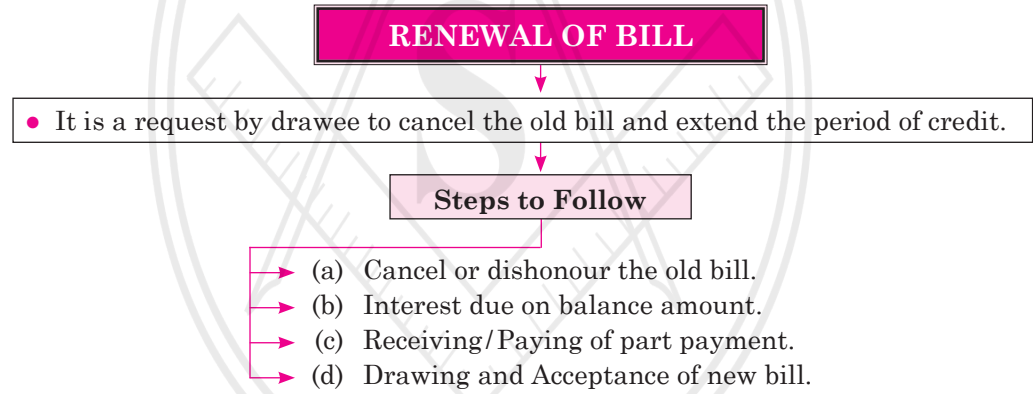 RENEWAL OF BILL
• It is a request by drawee to cancel the old bill and extend the period of credit.
Steps to Follow
(a) Cancel or dishonour the old bill.
(b) Interest due on balance amount.
(c) Receiving/Paying of part payment.
(d) Drawing and Acceptance of new bill.